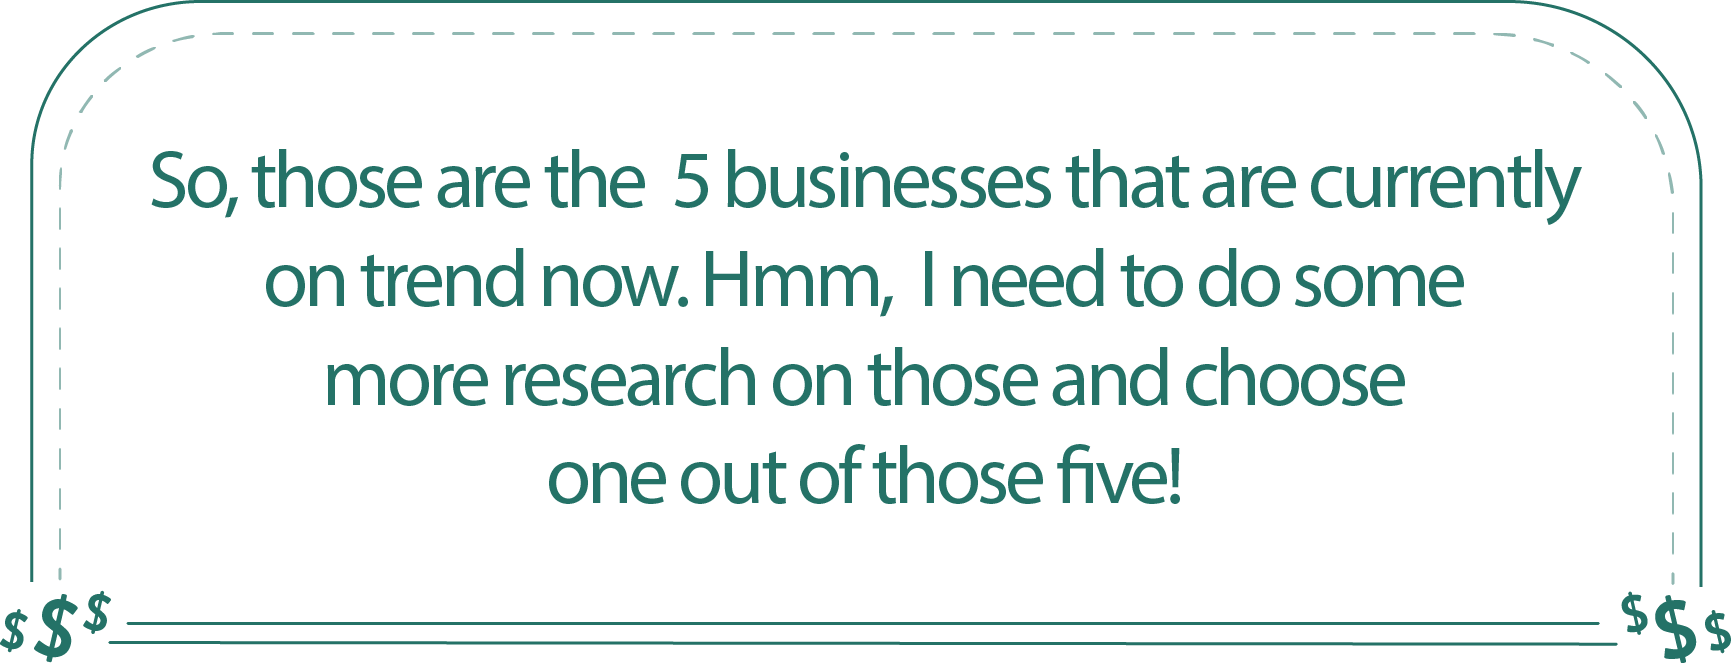 So, those are the  5 businesses that are currently
on trend now. Hmm,  I need to do some
more research on those and choose
one out of those five!
$ $ $ $ $ $